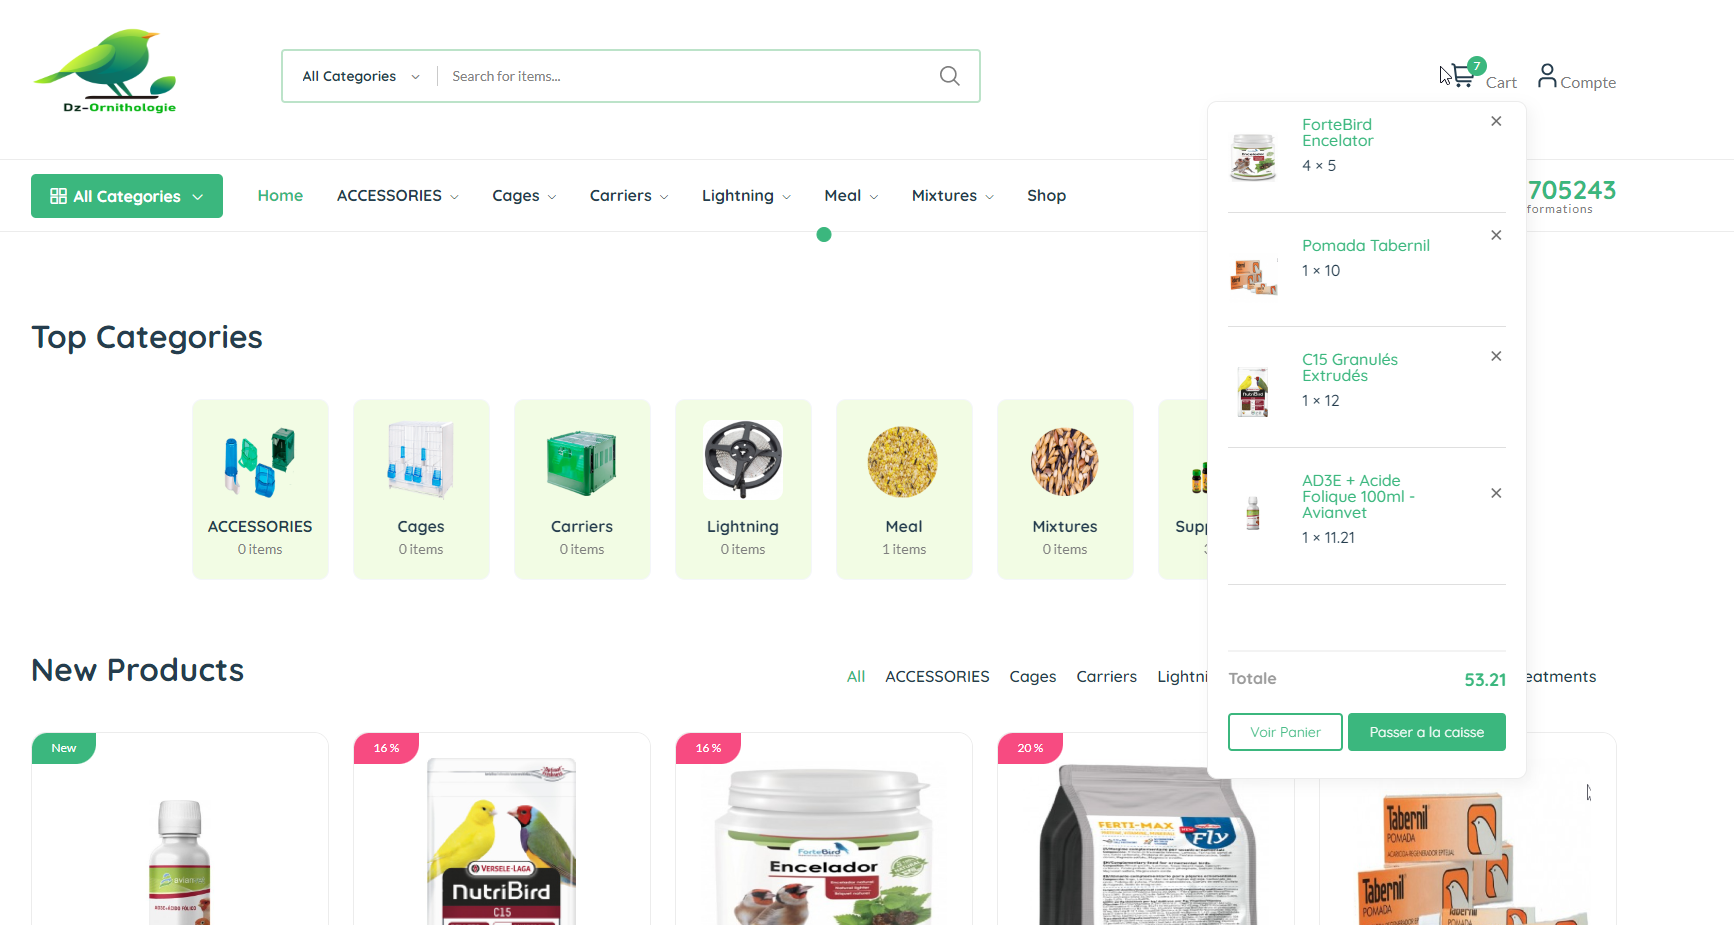 Dz-Ornithologie
All Categories
Search for items...
7
Cart
Compte
All Categories
Home
ACCESSORIES
Cages
Carriers
Lightning
Meal
Mixtures
Shop
705243
formations
ForteBird
Encelator
4 × 5
Pomada Tabernil
1 × 10
C15 Granulés
Extrudés
1 × 12
AD3E + Acide
Folique 100ml -
Avianvet
1 × 11.21
Totale
53.21
Voir Panier
Passer a la caisse
Top Categories
ACCESSORIES
0 items
Cages
0 items
Carriers
0 items
Lightning
0 items
Meal
1 items
Mixtures
0 items
Supp
New Products
All
ACCESSORIES
Cages
Carriers
Lightni
eatments
New
16 %
16 %
20 %
VERSELE-LAGA
NutriBird
C15
ForteBird
Encelador
FERTI-MAX
Fly
Tabernil
POMADA
Tabernil
POMADA
Tabernil
POMADA